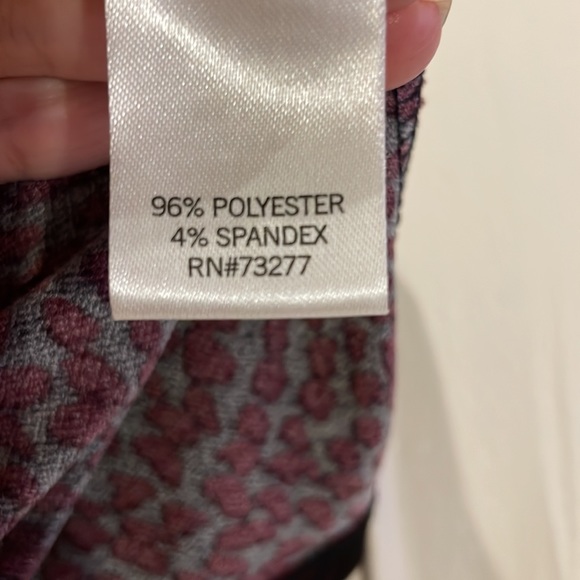 96% POLYESTER
4% SPANDEX
RN#73277